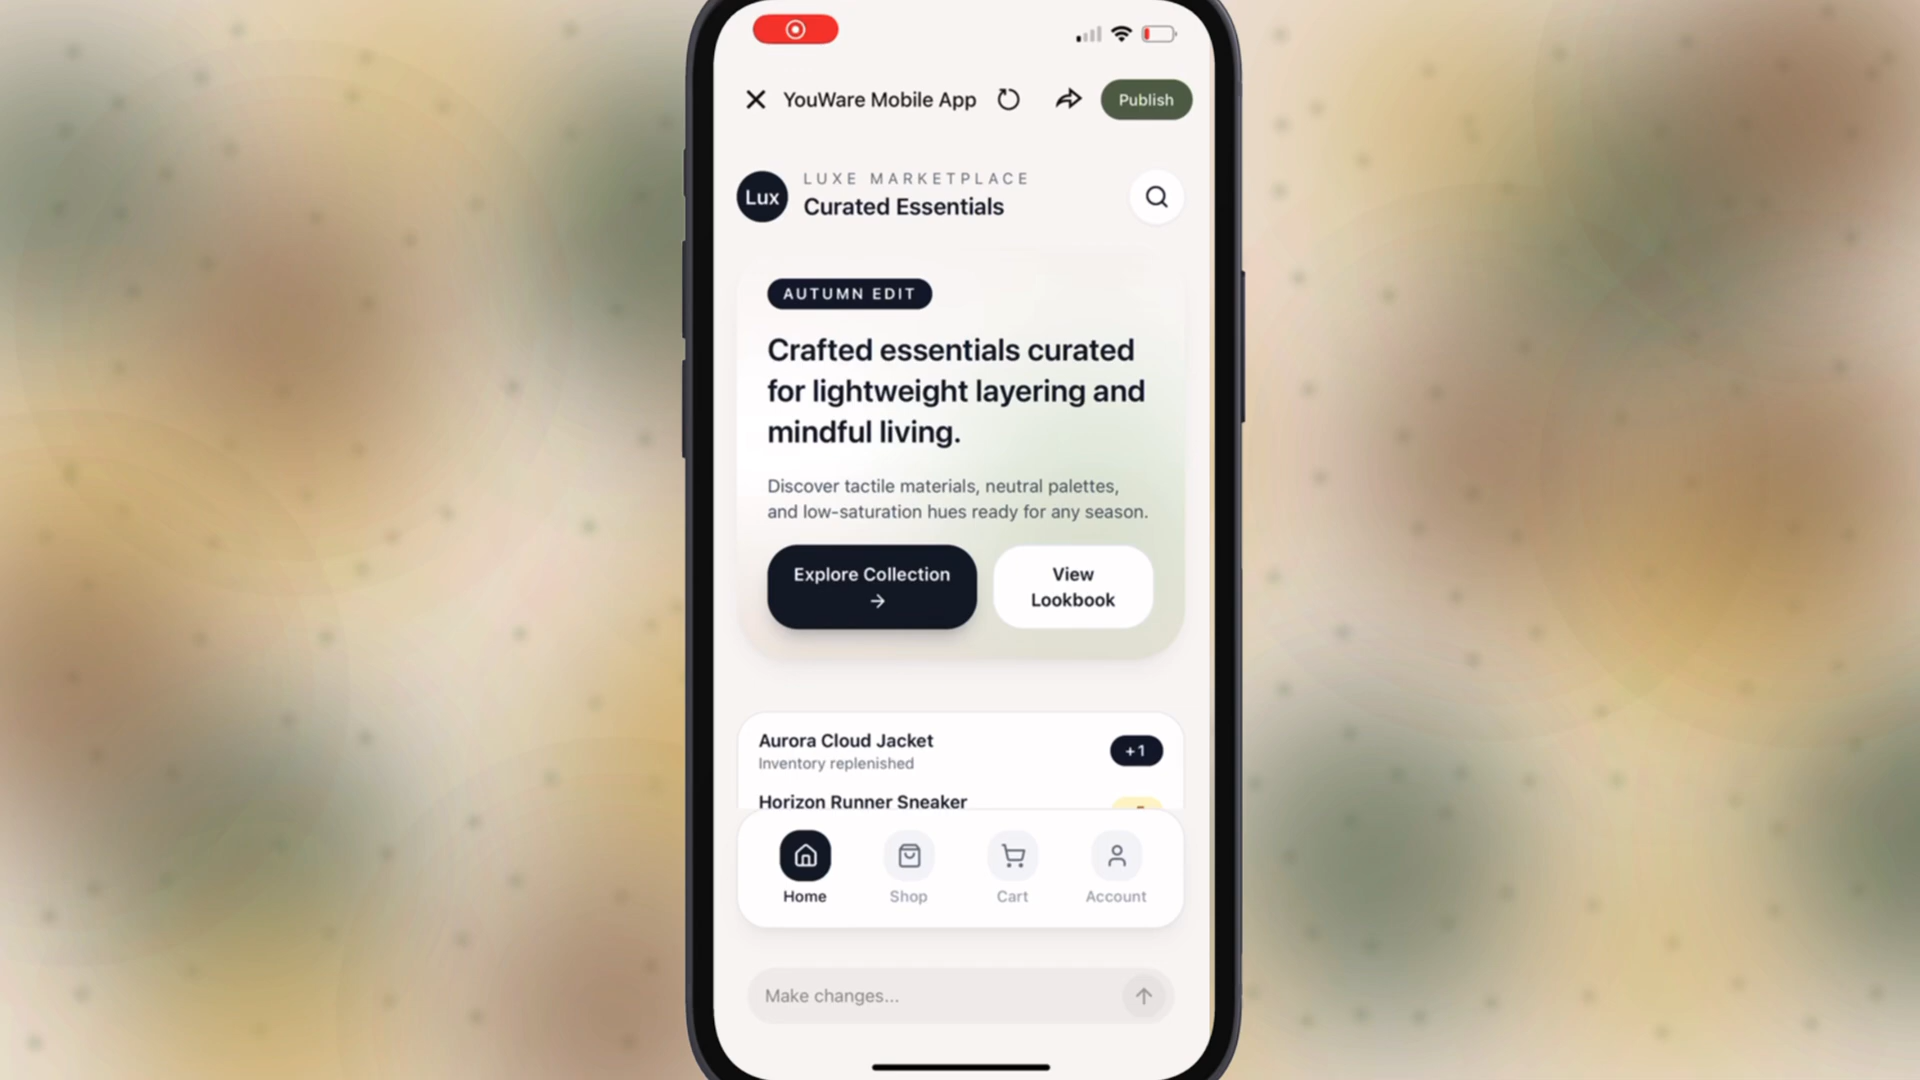 YouWare Mobile App
Publish
Lux
LUXE MARKETPLACE
Curated Essentials
AUTUMN EDIT
Crafted essentials curated
for lightweight layering and
mindful living.
Discover tactile materials, neutral palettes,
and low-saturation hues ready for any season.
Explore Collection
→
View
Lookbook
Aurora Cloud Jacket
+1
Inventory replenished
Horizon Runner Sneaker
Home
Shop
Cart
Account
Make changes...